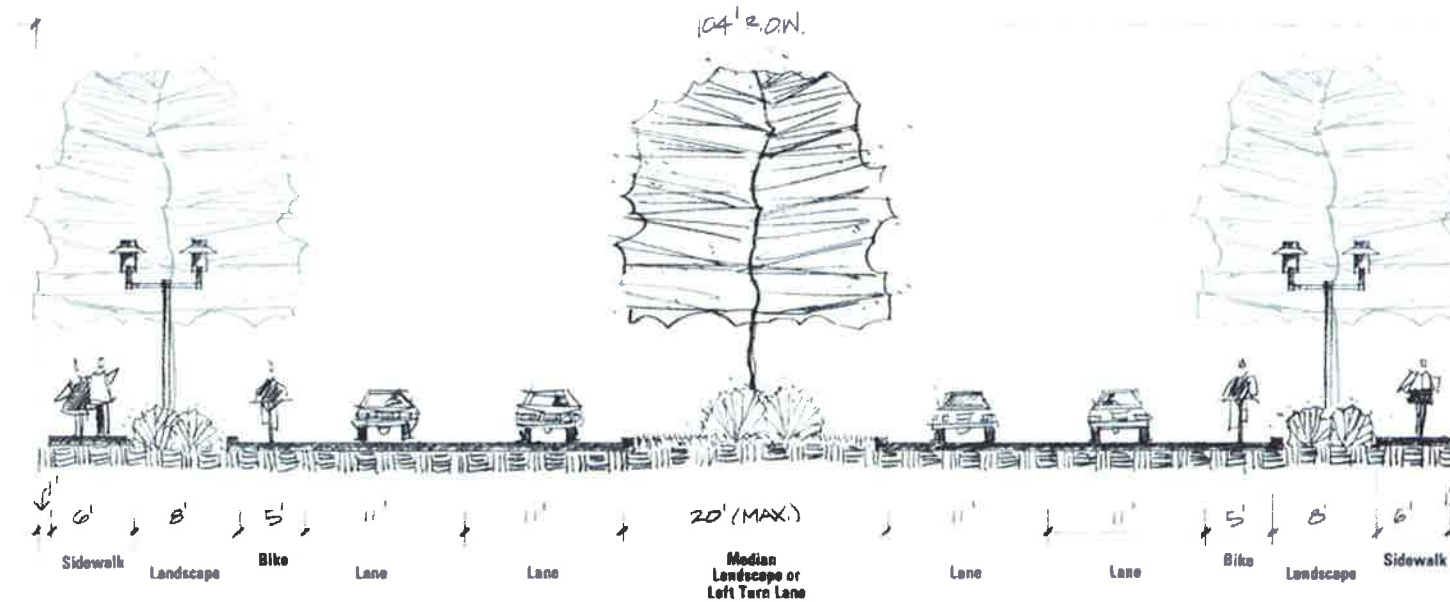 104' R.O.W.
1'
6' 8' 5' 11' 11' 20' (MAX.) 11' 11' 5' 8' 6'
Sidewalk Landscape Bike Lane Lane Median Lane Lane Bike Landscape Sidewalk
Landscape or
Left Turn Lane